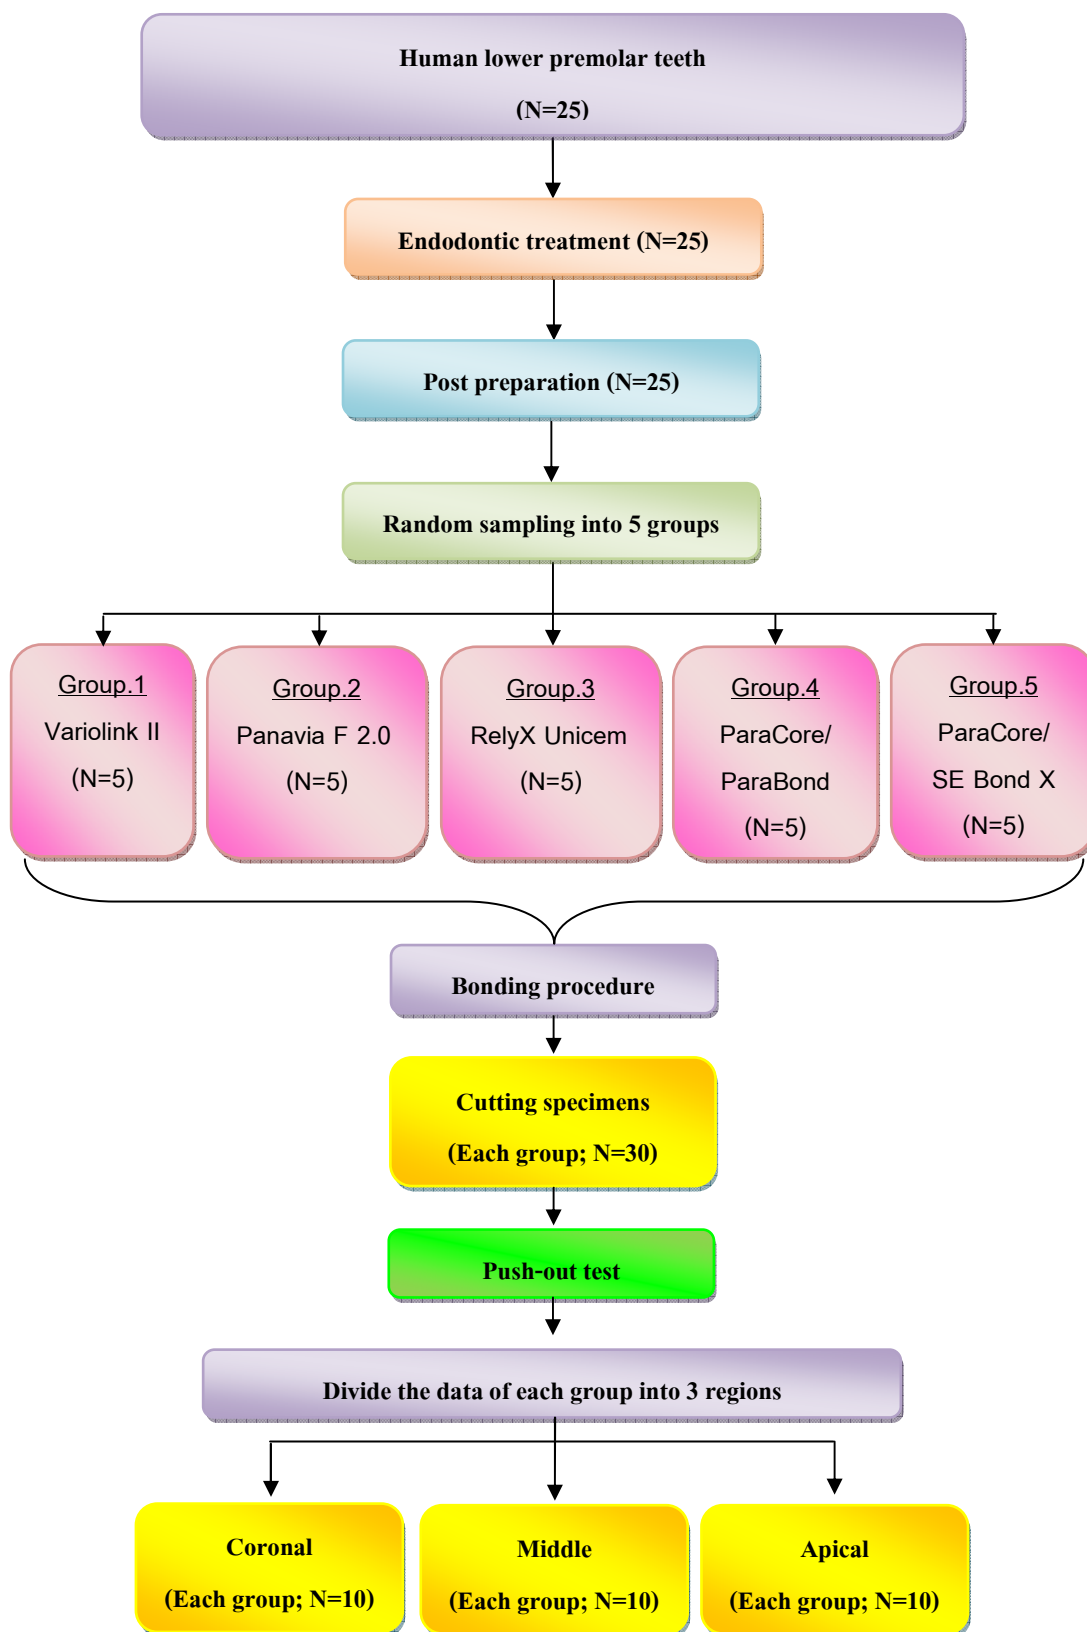 Human lower premolar teeth
(N=25)
Endodontic treatment (N=25)
Post preparation (N=25)
Random sampling into 5 groups
Group.1
Variolink II
(N=5)
Group.2
Panavia F 2.0
(N=5)
Group.3
RelyX Unicem
(N=5)
Group.4
ParaCore/
ParaBond
(N=5)
Group.5
ParaCore/
SE Bond X
(N=5)
Bonding procedure
Cutting specimens
(Each group; N=30)
Push-out test
Divide the data of each group into 3 regions
Coronal
(Each group; N=10)
Middle
(Each group; N=10)
Apical
(Each group; N=10)